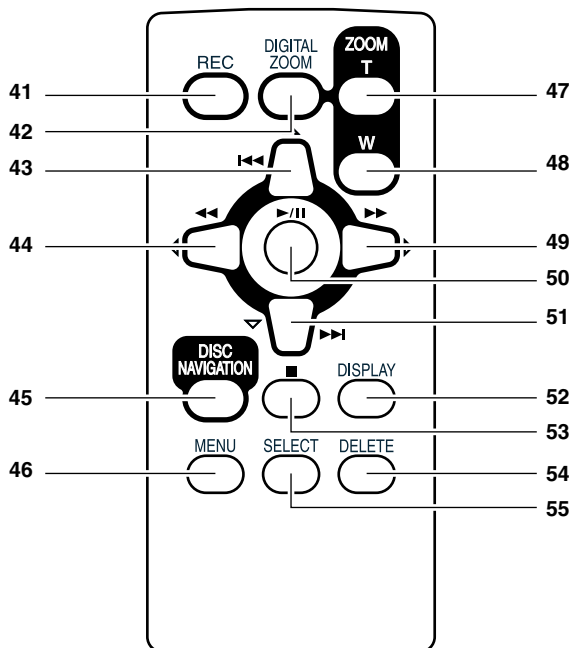 REC
DIGITAL
ZOOM
ZOOM
T
W
DISC
NAVIGATION
DISPLAY
MENU
SELECT
DELETE
41
42
43
44
45
46
47
48
49
50
51
52
53
54
55